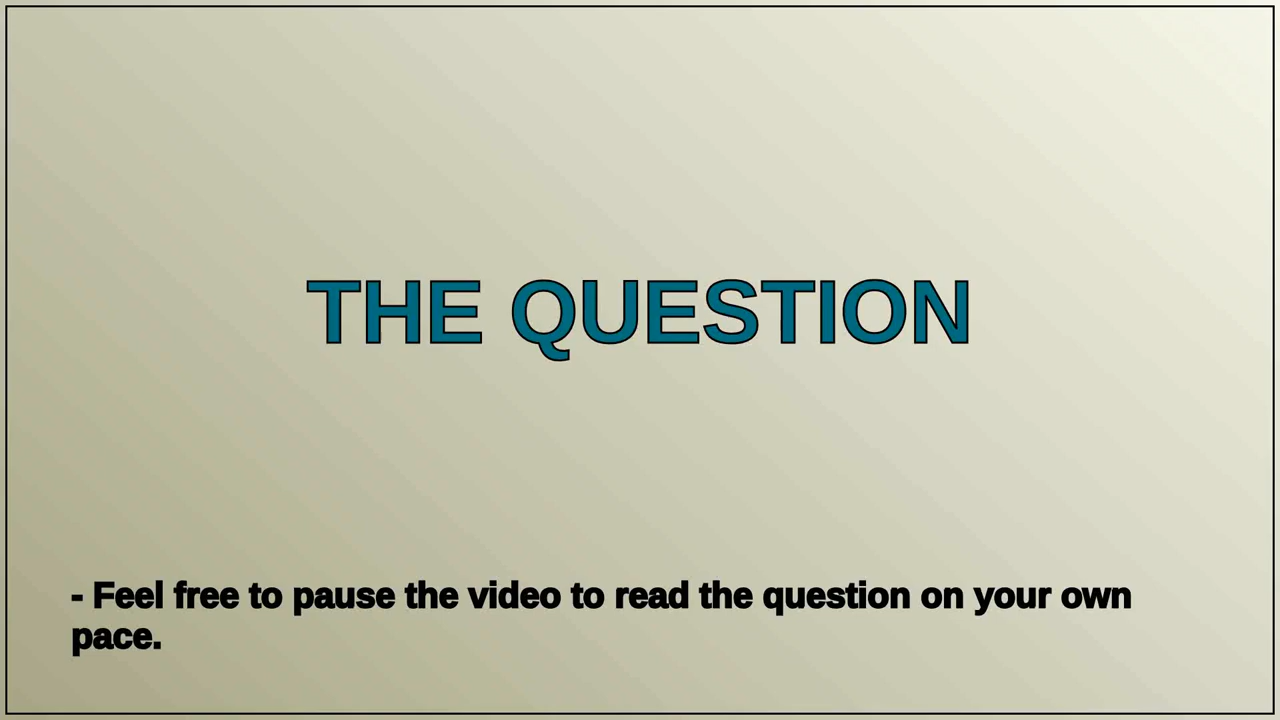 THE QUESTION
- Feel free to pause the video to read the question on your own
pace.